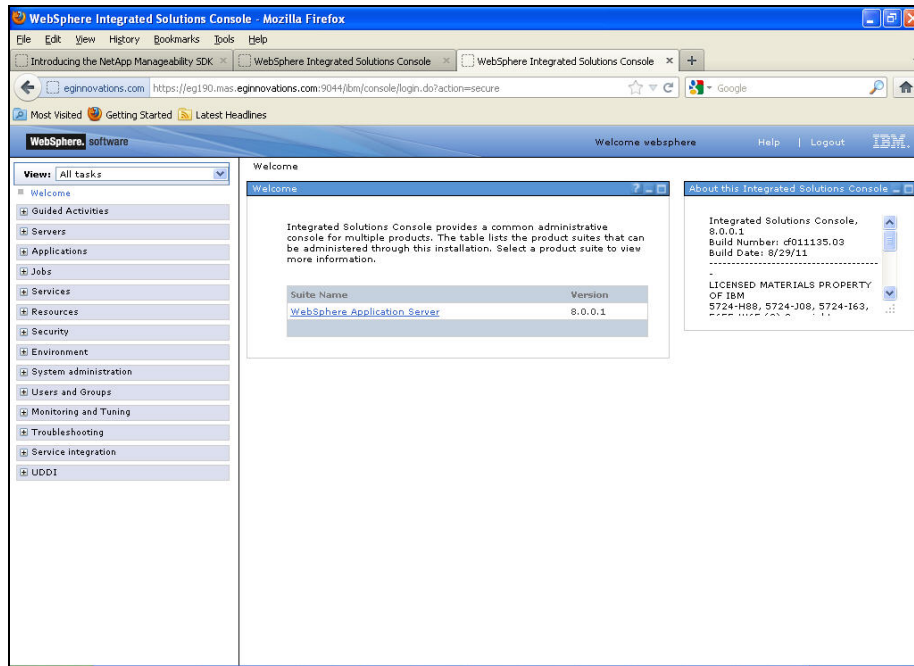 WebSphere Integrated Solutions Console - Mozilla Firefox
File Edit View History Bookmarks Tools Help
Introducing the NetApp Manageability SDK × WebSphere Integrated Solutions Console × WebSphere Integrated Solutions Console × +
eginnovations.com https://eg190.mas.eginnovations.com:9044/ibm/console/login.do?action=secure Google
Most Visited Getting Started Latest Headlines
WebSphere. software Welcome websphere Help | Logout IBM.
View: All tasks
Welcome
Guided Activities
Servers
Applications
Jobs
Services
Resources
Security
Environment
System administration
Users and Groups
Monitoring and Tuning
Troubleshooting
Service integration
UDDI
Welcome
Welcome ?
Integrated Solutions Console provides a common administrative
console for multiple products. The table lists the product suites that can
be administered through this installation. Select a product suite to view
more information.
Suite Name Version
WebSphere Application Server 8.0.0.1
About this Integrated Solutions Console
Integrated Solutions Console,
8.0.0.1
Build Number: cf011135.03
Build Date: 8/29/11
----------------------------------------
-
LICENSED MATERIALS PROPERTY
OF IBM
5724-H88, 5724-J08, 5724-I63,